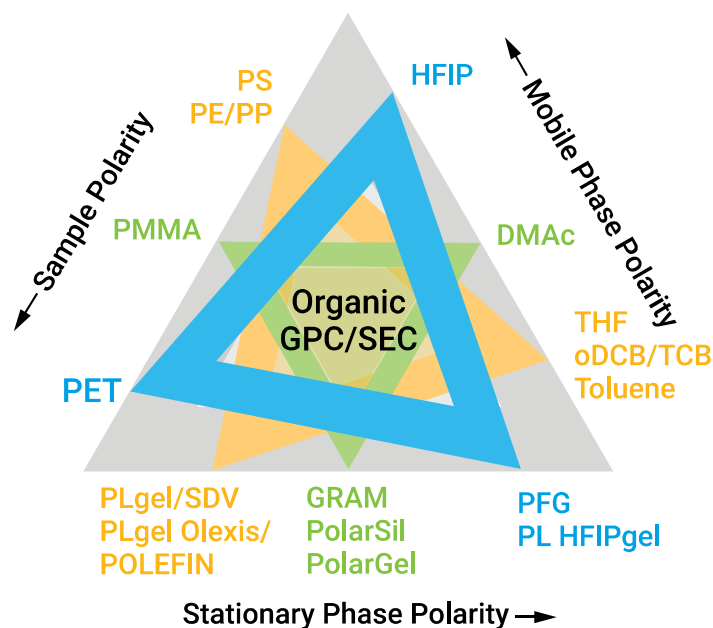 PS
PE/PP
HFIP
← Sample Polarity
← Mobile Phase Polarity
PMMA
DMAc
Organic
GPC/SEC
THF
oDCB/TCB
Toluene
PET
PLgel/SDV
PLgel Olexis/
POLEFIN
GRAM
PolarSil
PolarGel
PFG
PL HFIPgel
Stationary Phase Polarity →